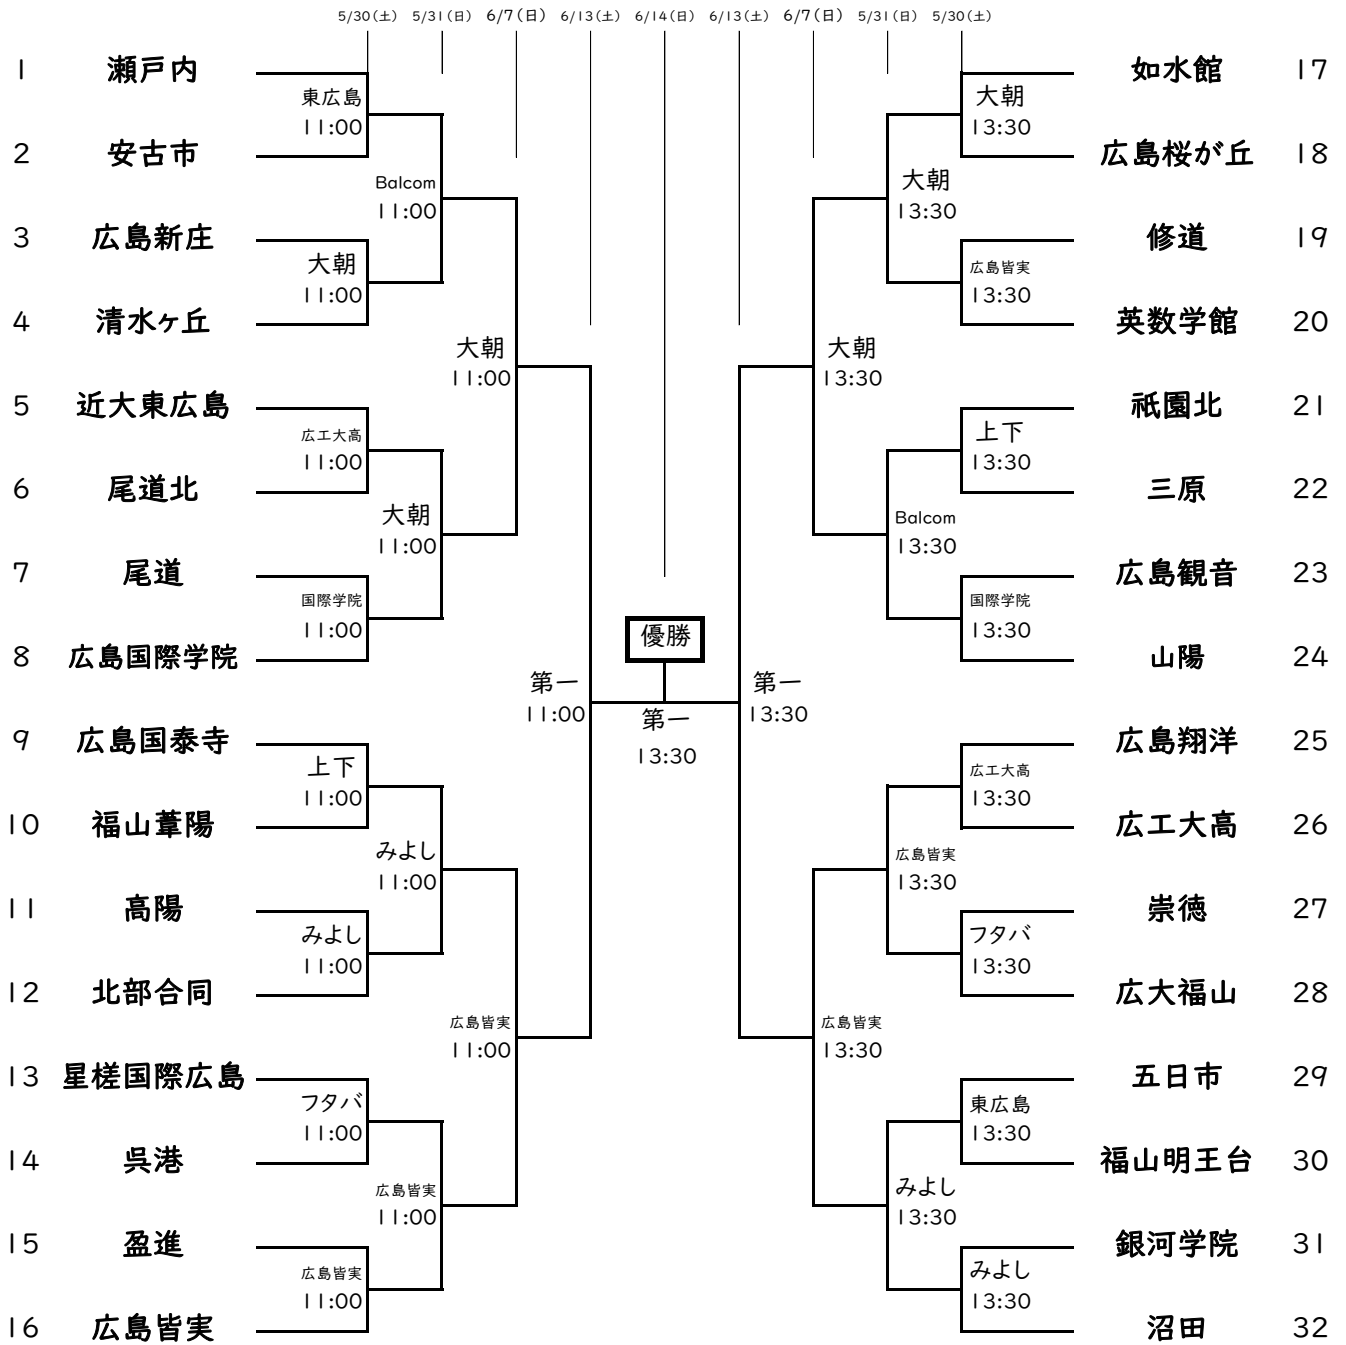 5/30(土) 5/31(日) 6/7(日) 6/13(土) 6/14(日) 6/13(土) 6/7(日) 5/31(日) 5/30(土)
1 瀬戸内
東広島
11:00
2 安古市
Balcom
11:00
3 広島新庄
大朝
11:00
4 清水ヶ丘
大朝
11:00
5 近大東広島
広工大高
11:00
6 尾道北
大朝
11:00
7 尾道
国際学院
11:00
8 広島国際学院
第一
11:00
9 広島国泰寺
上下
11:00
10 福山葦陽
みよし
11:00
11 高陽
みよし
11:00
12 北部合同
広島皆実
11:00
13 星槎国際広島
フタバ
11:00
14 呉港
広島皆実
11:00
15 盈進
広島皆実
11:00
16 広島皆実
優勝
第一
13:30
如水館 17
大朝
13:30
広島桜が丘 18
大朝
13:30
修道 19
広島皆実
13:30
英数学館 20
大朝
13:30
祇園北 21
上下
13:30
三原 22
Balcom
13:30
広島観音 23
国際学院
13:30
山陽 24
第一
13:30
広島翔洋 25
広工大高
13:30
広工大高 26
広島皆実
13:30
崇徳 27
フタバ
13:30
広大福山 28
広島皆実
13:30
五日市 29
東広島
13:30
福山明王台 30
みよし
13:30
銀河学院 31
みよし
13:30
沼田 32